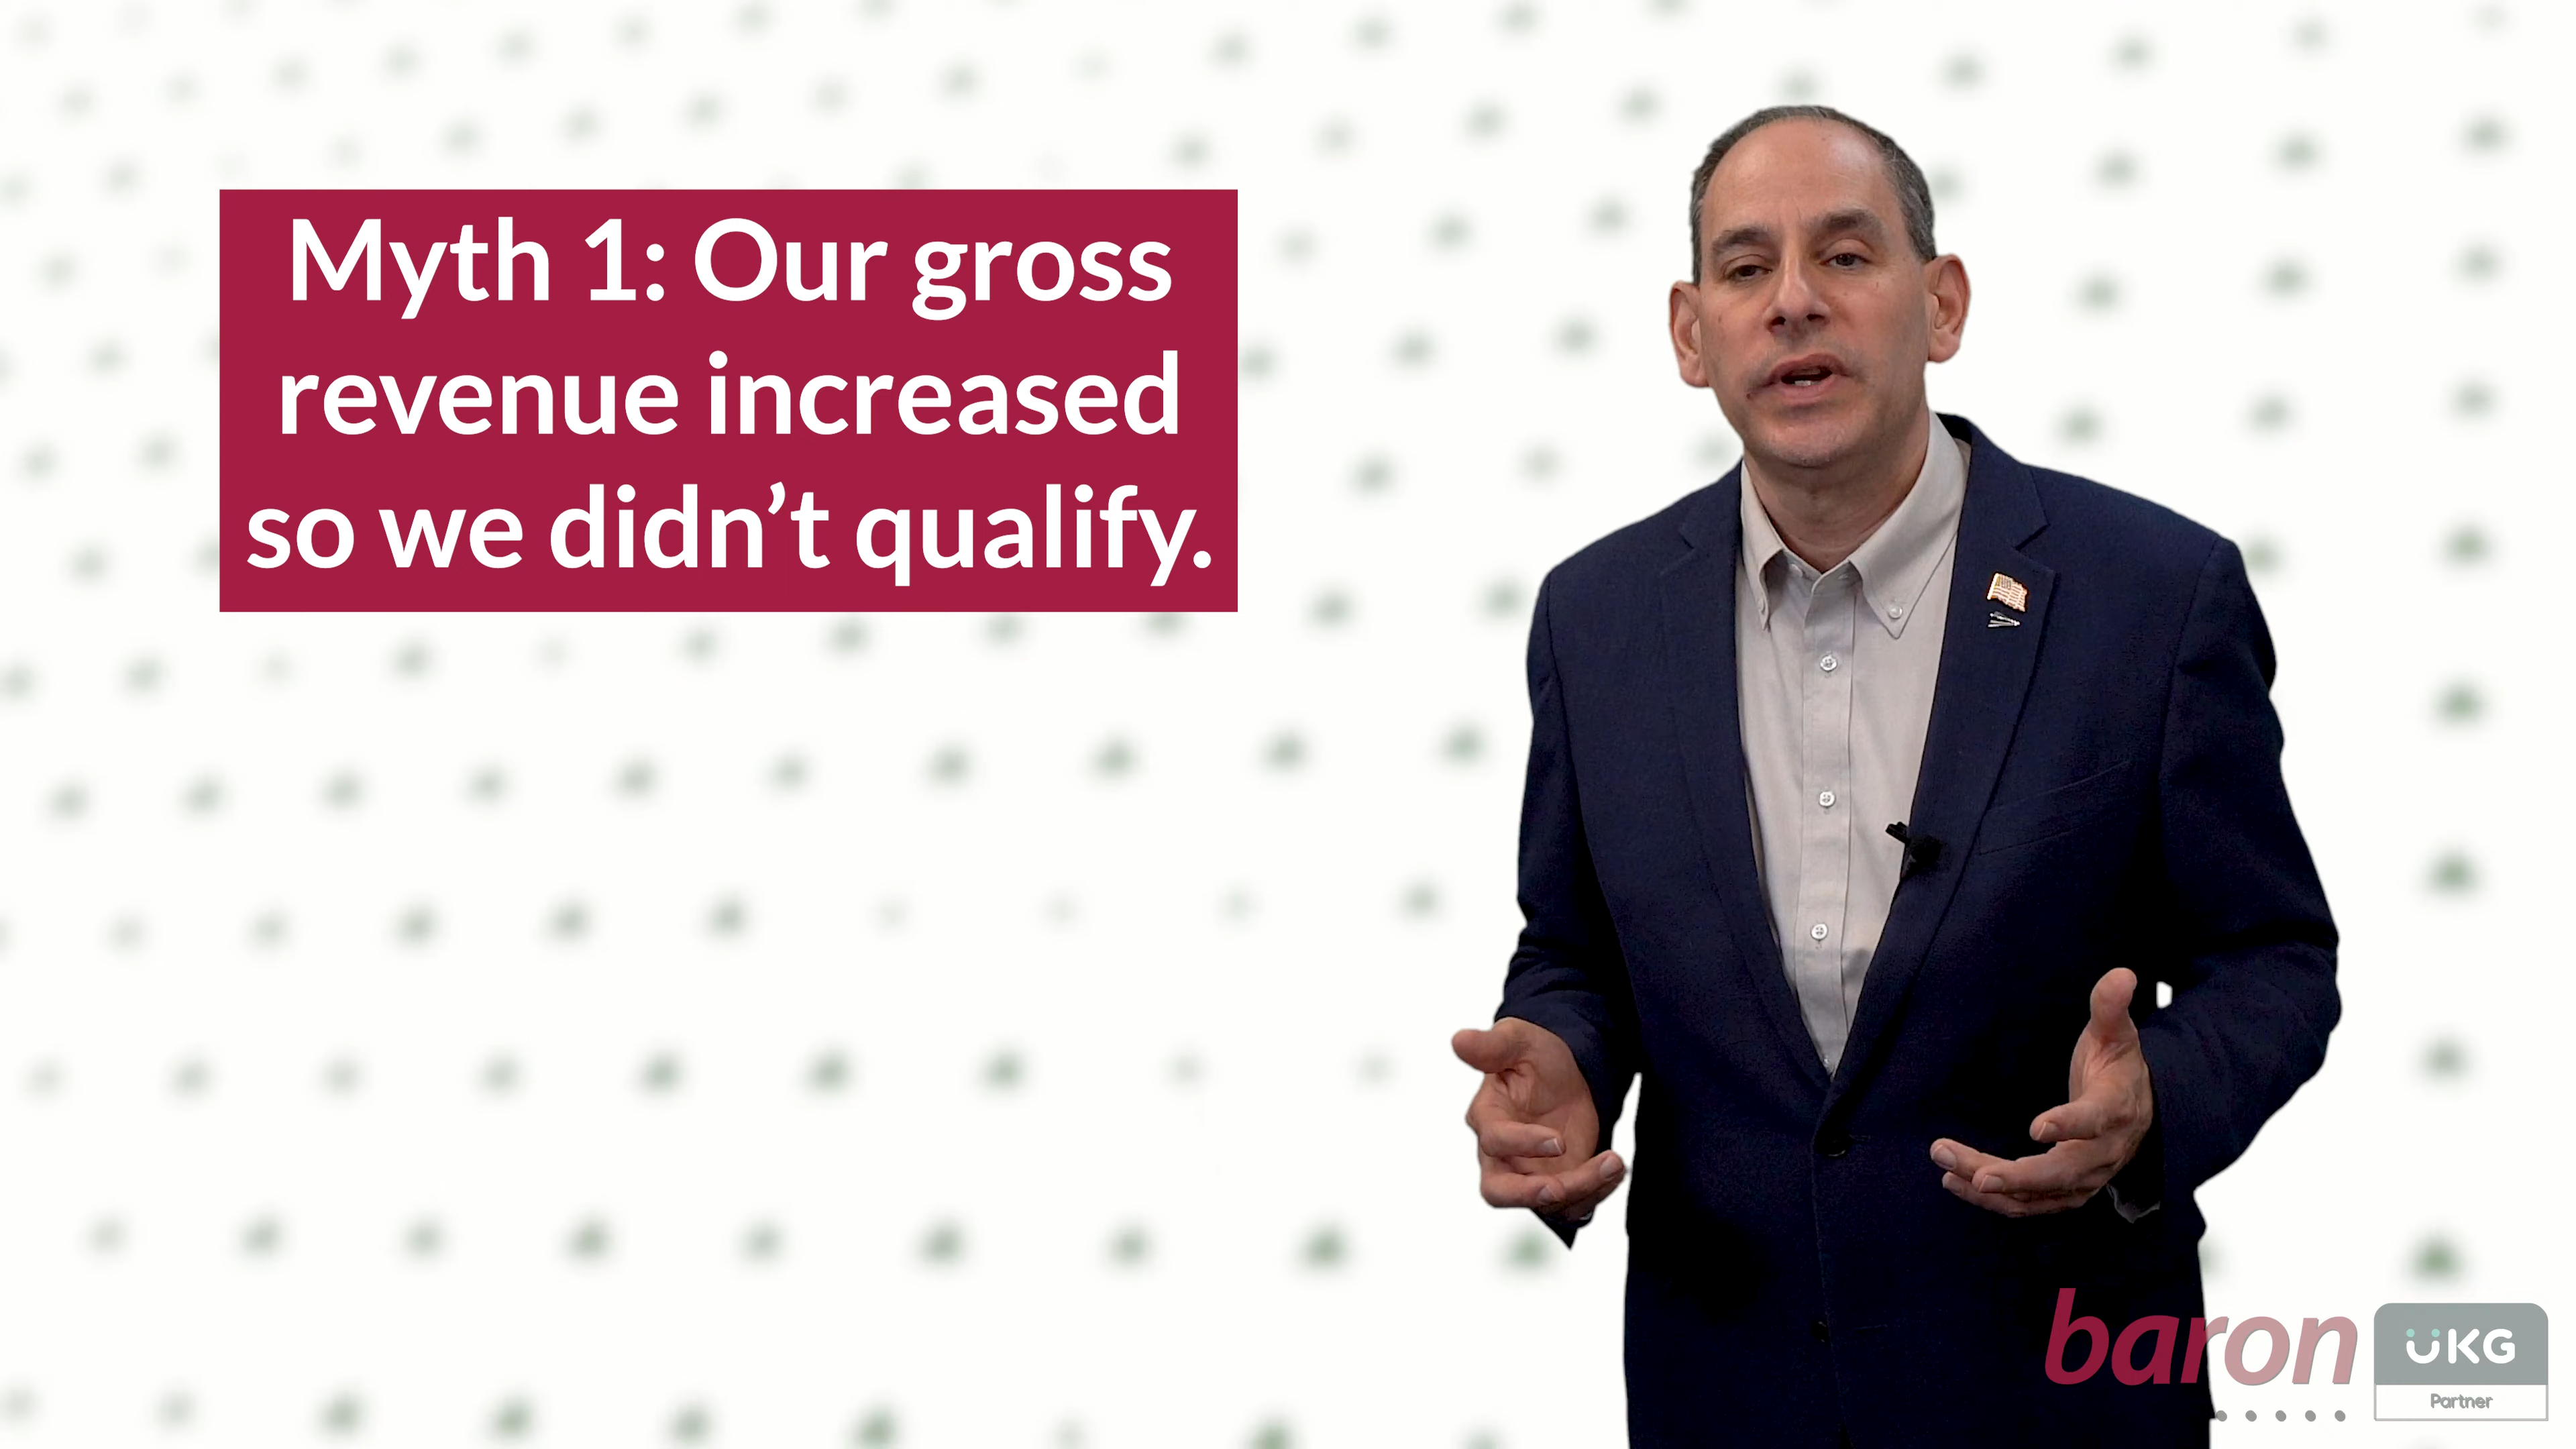 Myth 1: Our gross
revenue increased
so we didn’t qualify.
baron
UKG
Partner